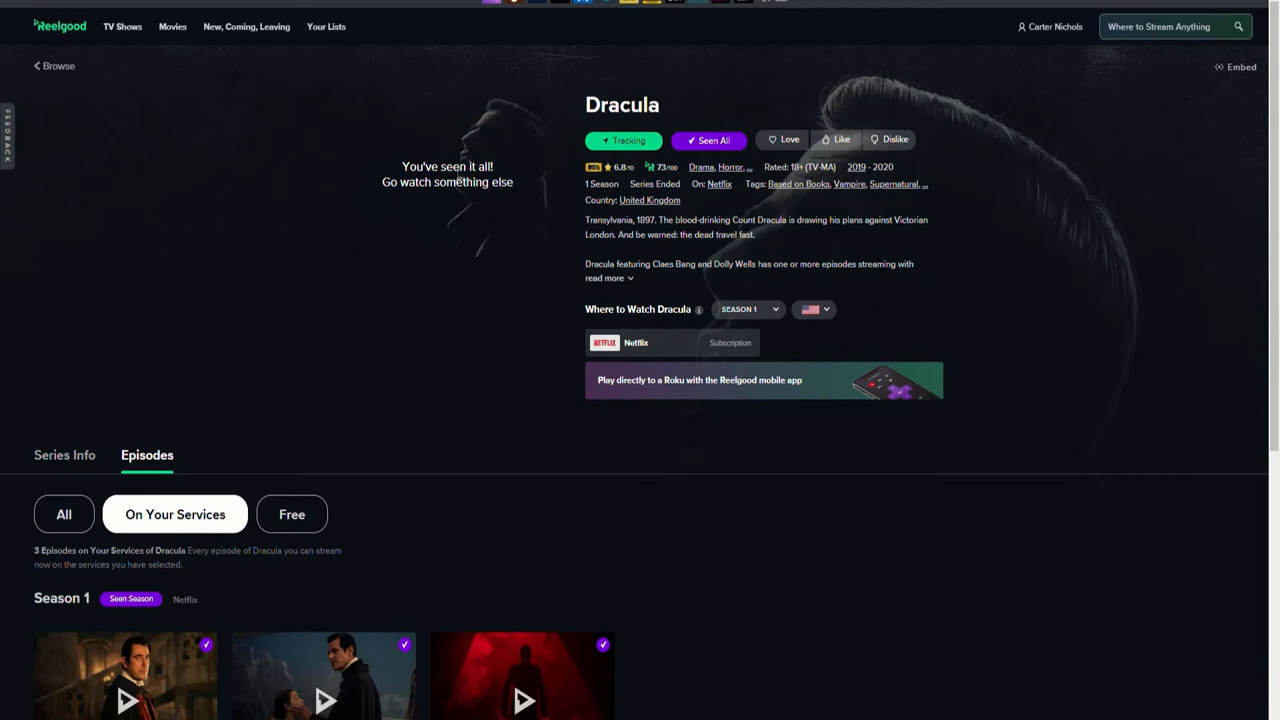 Reelgood TV Shows Movies New, Coming, Leaving Your Lists Carter Nichols Where to Stream Anything
Browse
Embed
FEEDBACK
Dracula
Tracking Seen All Love Like Dislike
You've seen it all!
Go watch something else
IMDb 6.8/10 R 73/100 Drama, Horror, ... Rated: 18+ (TV-MA) 2019 - 2020
1 Season Series Ended On: Netflix Tags: Based on Books, Vampire, Supernatural, ...
Country: United Kingdom
Transylvania, 1897. The blood-drinking Count Dracula is drawing his plans against Victorian
London. And be warned: the dead travel fast.
Dracula featuring Claes Bang and Dolly Wells has one or more episodes streaming with
read more
Where to Watch Dracula SEASON 1
NETFLIX Netflix Subscription
Play directly to a Roku with the Reelgood mobile app
Series Info Episodes
All On Your Services Free
3 Episodes on Your Services of Dracula Every episode of Dracula you can stream
now on the services you have selected.
Season 1 Seen Season Netflix